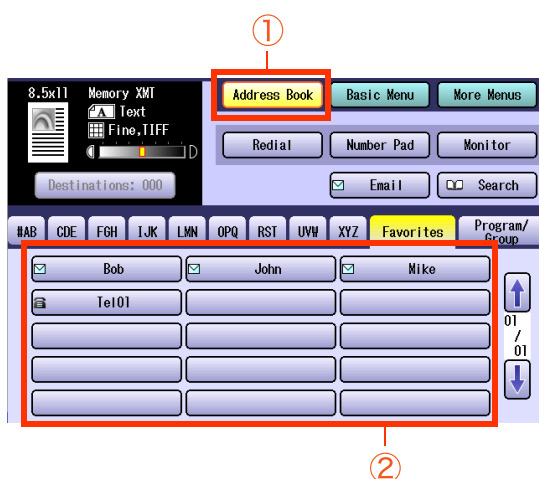 ①
8.5x11 Memory XMT
Address Book
Basic Menu
More Menus
A Text
Fine,TIFF
D
Redial
Number Pad
Monitor
Destinations: 000
Email
Search
#AB
CDE
FGH
IJK
LMN
OPQ
RST
UVW
XYZ
Favorites
Program/
Group
Bob
John
Mike
Tel01
01
/
01
②